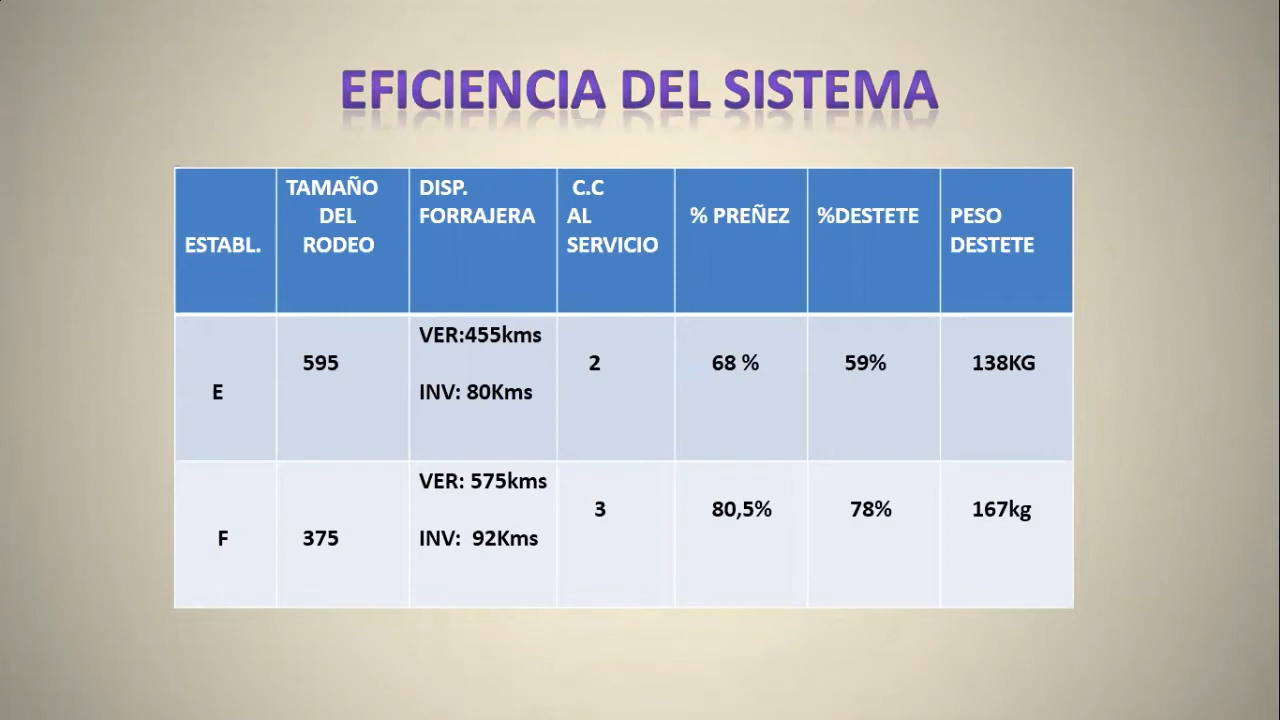 EFICIENCIA DEL SISTEMA
ESTABL.
TAMAÑO
DEL
RODEO
DISP.
FORRAJERA
C.C
AL
SERVICIO
% PREÑEZ
%DESTETE
PESO
DESTETE
E
595
VER:455kms
INV: 80Kms
2
68 %
59%
138KG
F
375
VER: 575kms
INV: 92Kms
3
80,5%
78%
167kg